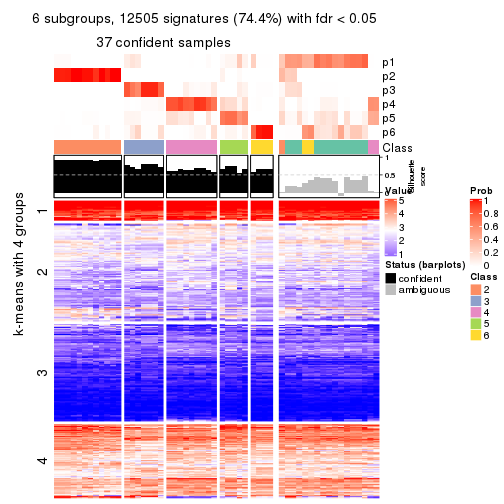 6 subgroups, 12505 signatures (74.4%) with fdr < 0.05
37 confident samples
p1
p2
p3
p4
p5
p6
Class
1
0.5
0
Silhouette
score
k-means with 4 groups
1
2
3
4
Value
5
4
3
2
1
Status (barplots)
confident
ambiguous
Prob
1
0.8
0.6
0.4
0.2
0
Class
2
3
4
5
6